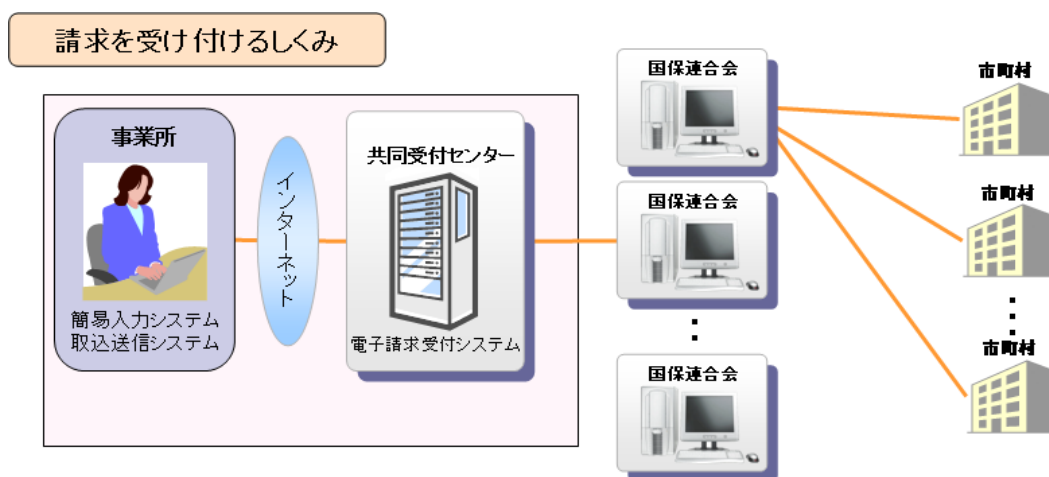 請求を受け付けるしくみ
事業所
簡易入力システム
取込送信システム
インターネット
共同受付センター
電子請求受付システム
国保連合会
国保連合会
国保連合会
市町村
市町村
市町村